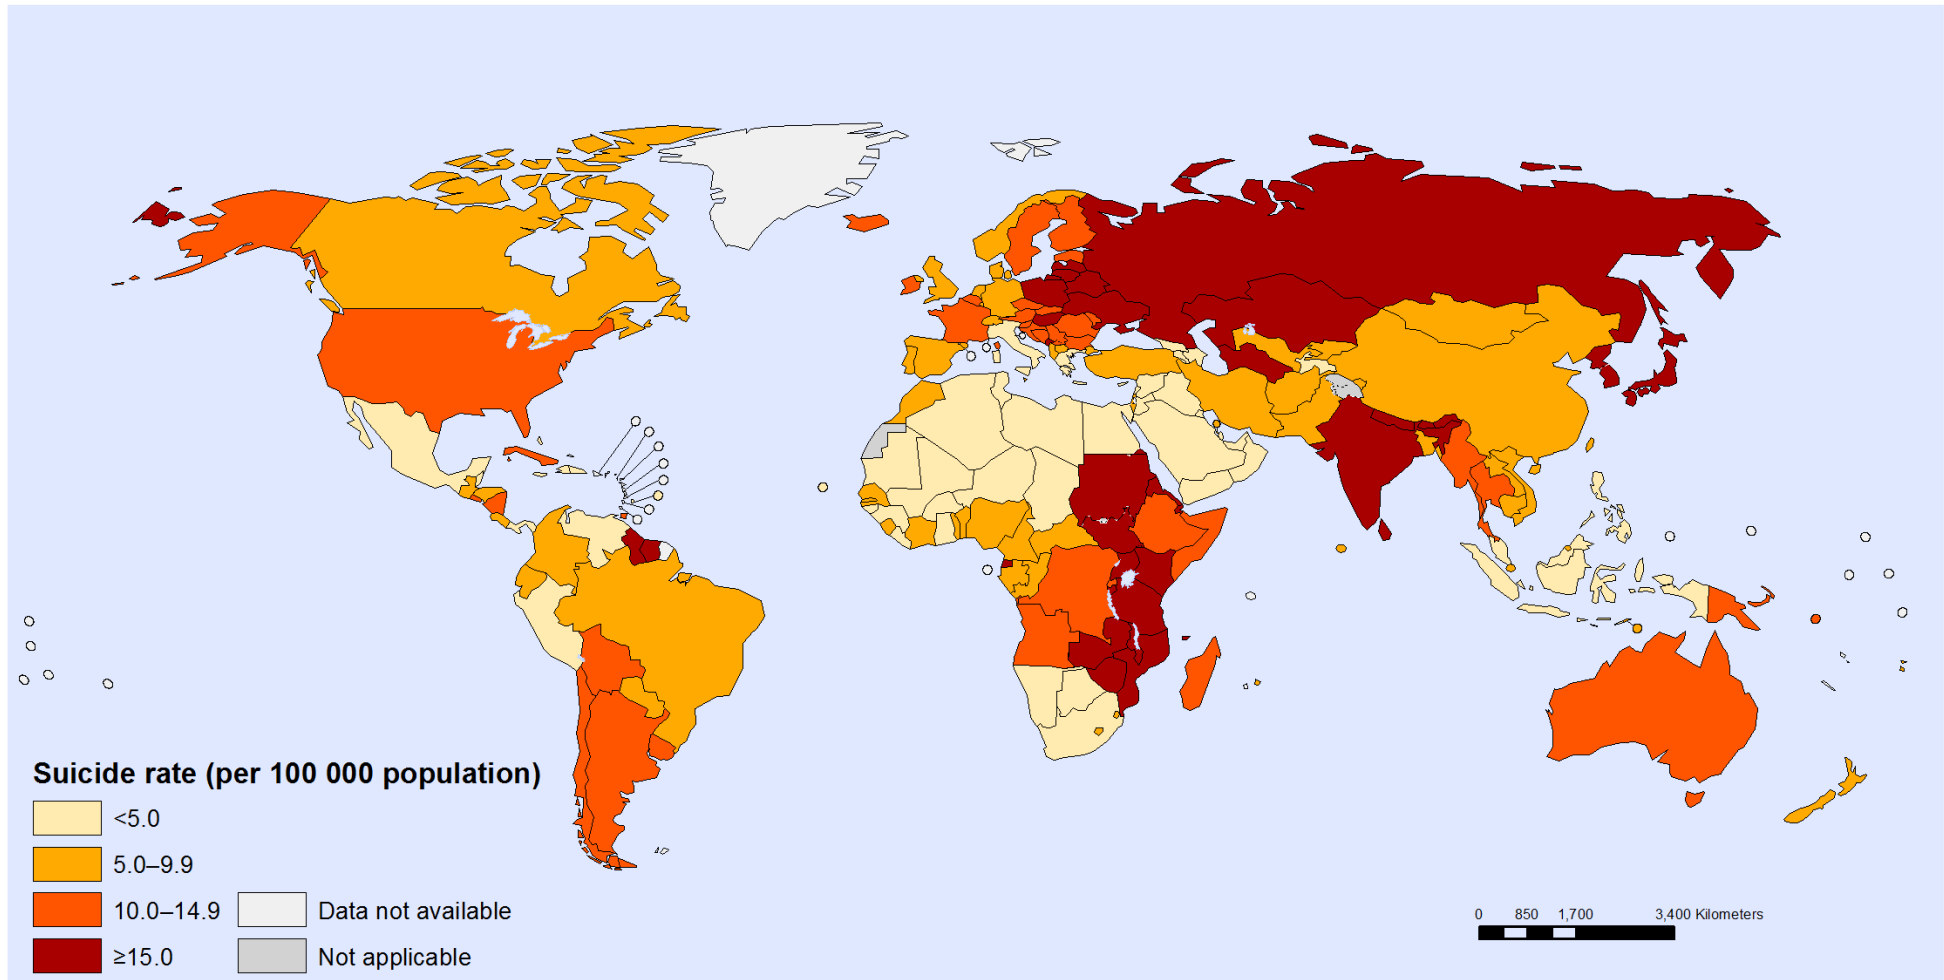 Suicide rate (per 100 000 population)
<5.0
5.0–9.9
10.0–14.9
≥15.0
Data not available
Not applicable
0 850 1,700 3,400 Kilometers